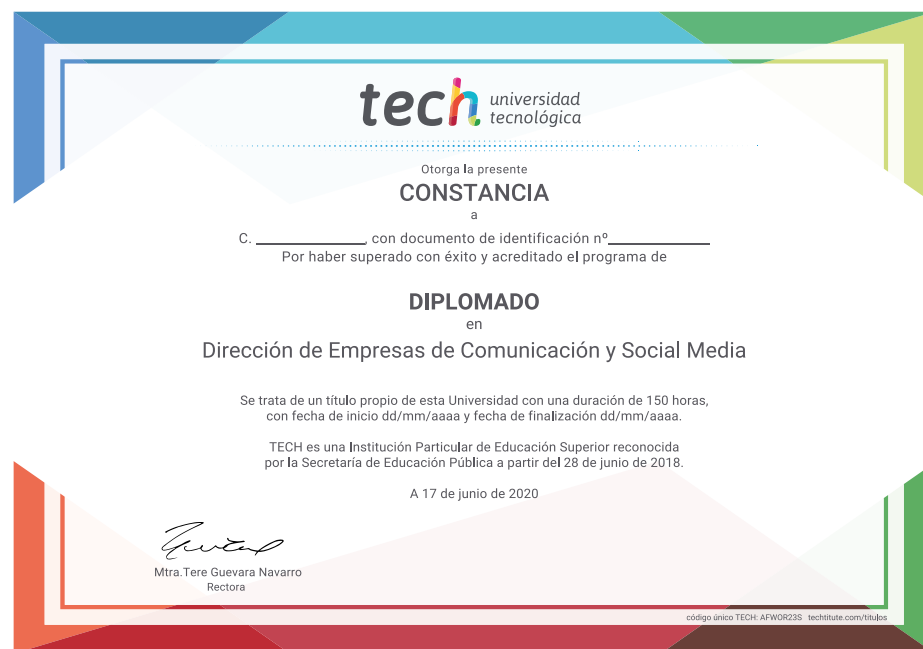 tech universidad
tecnológica
Otorga la presente
CONSTANCIA
a
C. ____________, con documento de identificación nº____________
Por haber superado con éxito y acreditado el programa de
DIPLOMADO
en
Dirección de Empresas de Comunicación y Social Media
Se trata de un título propio de esta Universidad con una duración de 150 horas,
con fecha de inicio dd/mm/aaaa y fecha de finalización dd/mm/aaaa.
TECH es una Institución Particular de Educación Superior reconocida
por la Secretaría de Educación Pública a partir del 28 de junio de 2018.
A 17 de junio de 2020
Mtra.Tere Guevara Navarro
Rectora
código único TECH: AFWOR23S techtitute.com/titulos